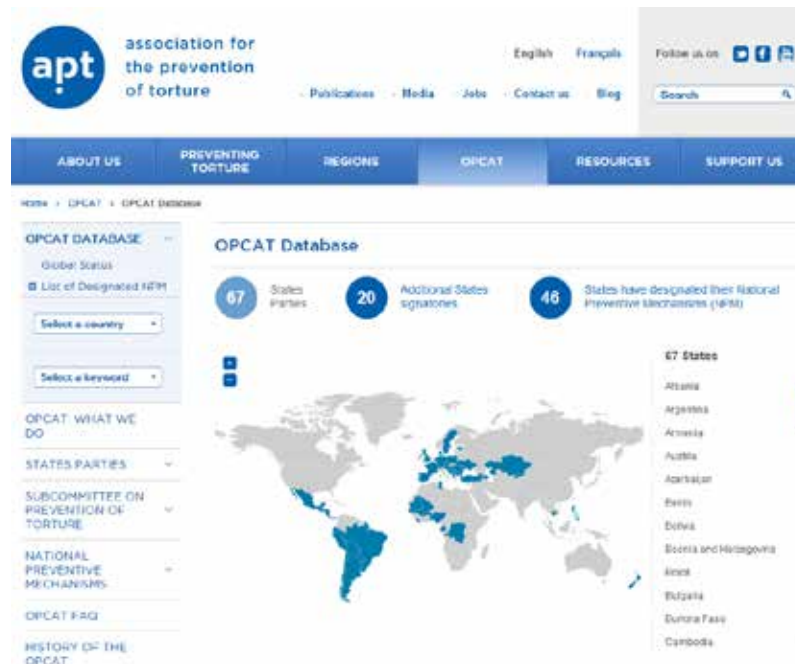 apt
association for
the prevention
of torture
English Français
Follow us on
Publications Media Jobs Contact us Blog
Search
ABOUT US
PREVENTING
TORTURE
REGIONS
OPCAT
RESOURCES
SUPPORT US
Home > OPCAT > OPCAT Database
OPCAT DATABASE
Global Status
List of Designated NPM
Select a country
Select a keyword
OPCAT: WHAT WE
DO
STATES PARTIES
SUBCOMMITTEE ON
PREVENTION OF
TORTURE
NATIONAL
PREVENTIVE
MECHANISMS
OPCAT FAQ
HISTORY OF THE
OPCAT
OPCAT Database
67
States
Parties
20
Additional States
signatories
46
States have designated their National
Preventive Mechanisms (NPM)
+
−
67 States
Albania
Argentina
Armenia
Austria
Azerbaijan
Benin
Bolivia
Bosnia and Herzegovina
Brazil
Bulgaria
Burkina Faso
Cambodia